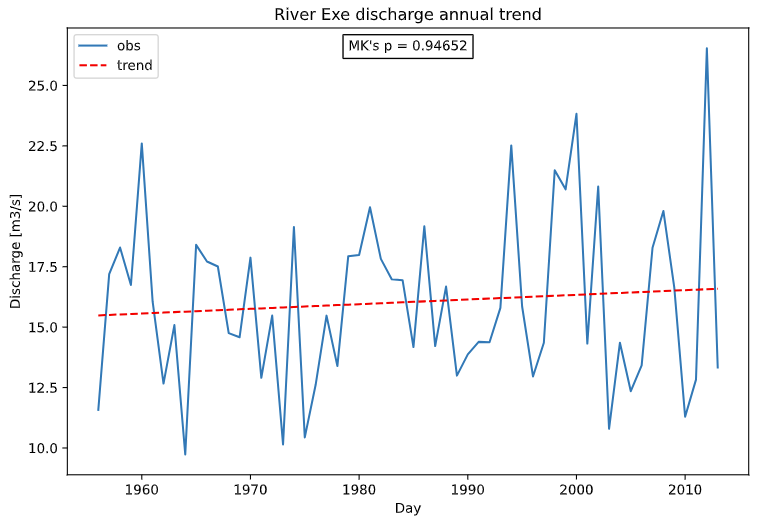 River Exe discharge annual trend
obs
trend
MK's p = 0.94652
Discharge [m3/s]
25.0
22.5
20.0
17.5
15.0
12.5
10.0
1960 1970 1980 1990 2000 2010
Day